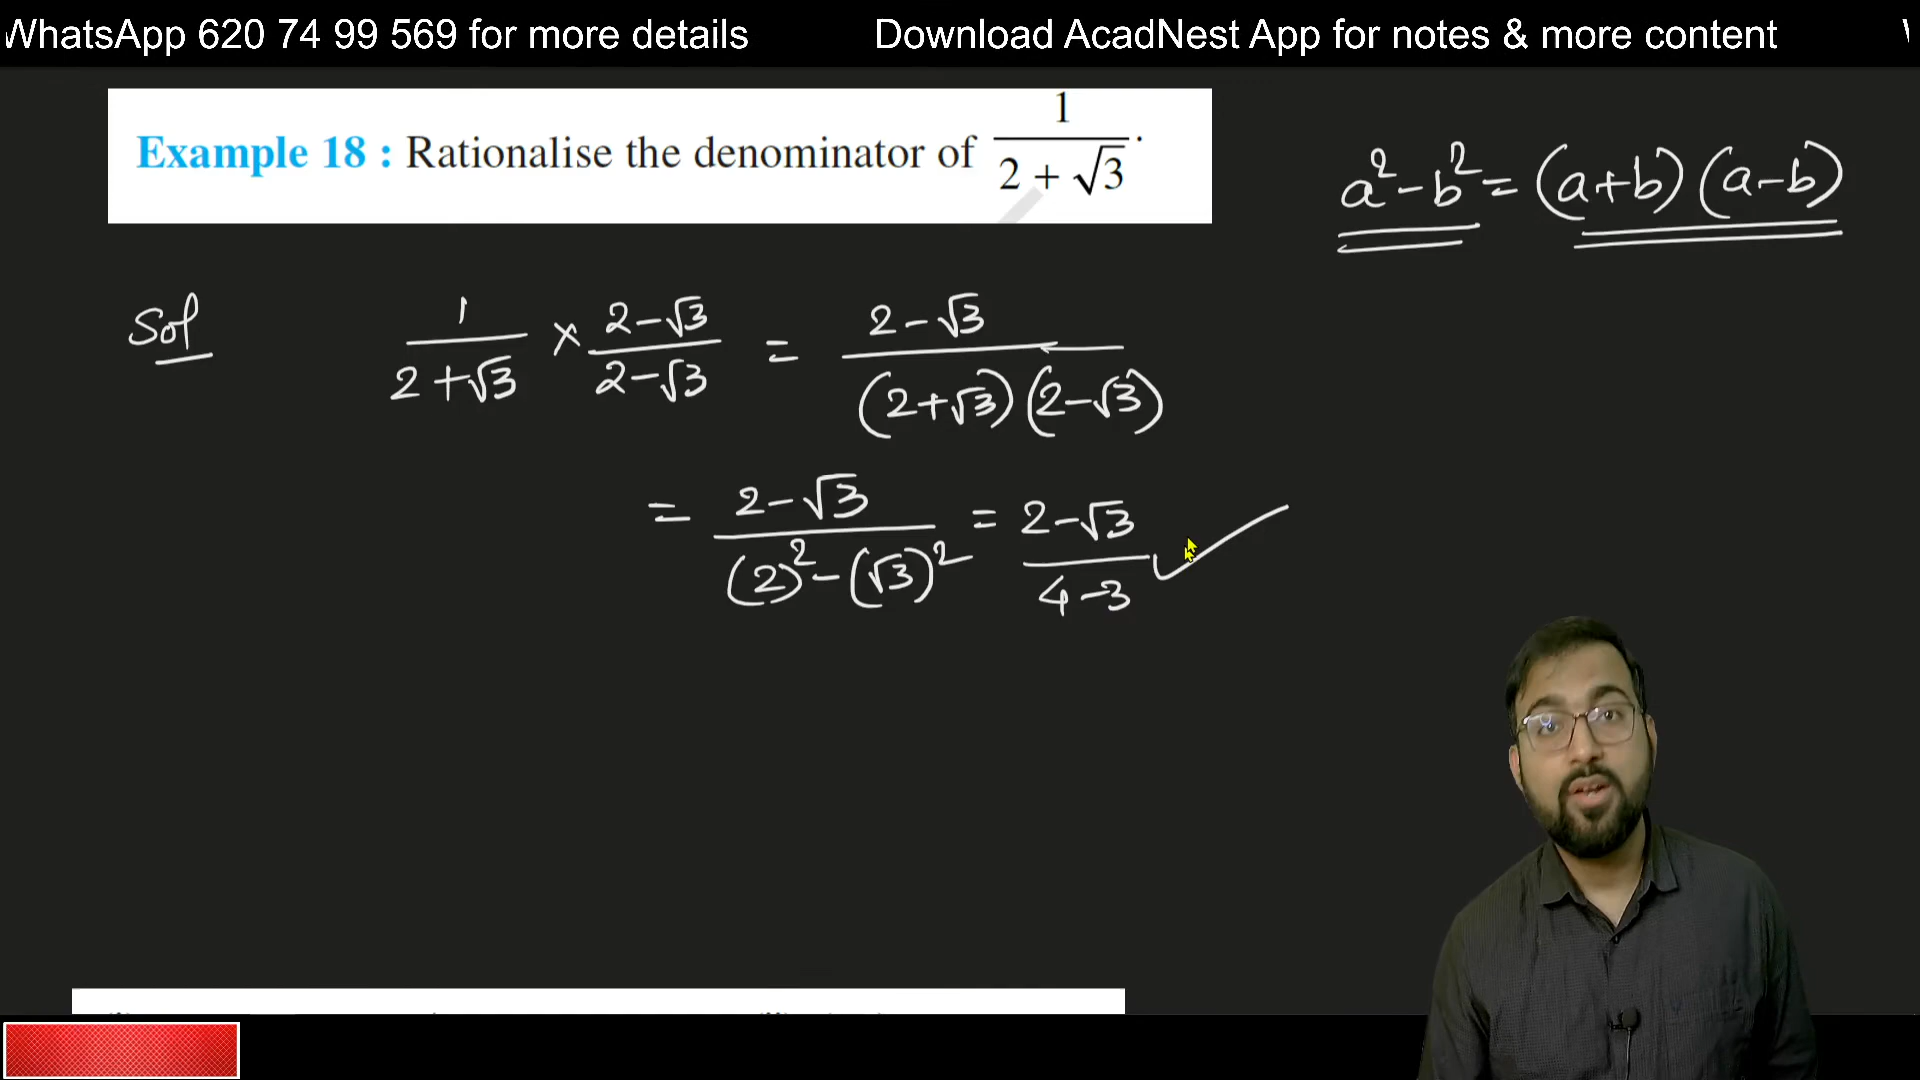 WhatsApp 620 74 99 569 for more details Download AcadNest App for notes & more content
Example 18 : Rationalise the denominator of 1/(2 + √3).
a² - b² = (a+b) (a-b)
Sol
1/(2+√3) × (2-√3)/(2-√3) = (2-√3)/((2+√3)(2-√3))
= (2-√3)/((2)²-(√3)²) = (2-√3)/(4-3)